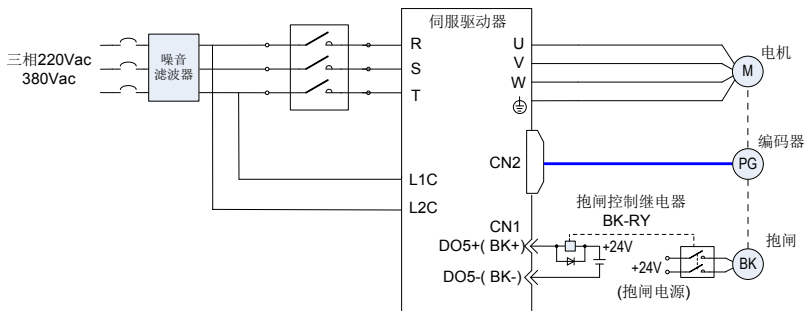 伺服驱动器
三相220Vac
380Vac
噪音
滤波器
R
S
T
U
V
W
M
电机
CN2
PG
编码器
L1C
L2C
CN1
DO5+( BK+)
DO5-( BK-)
+24V
抱闸控制继电器
BK-RY
+24V
(抱闸电源)
BK
抱闸